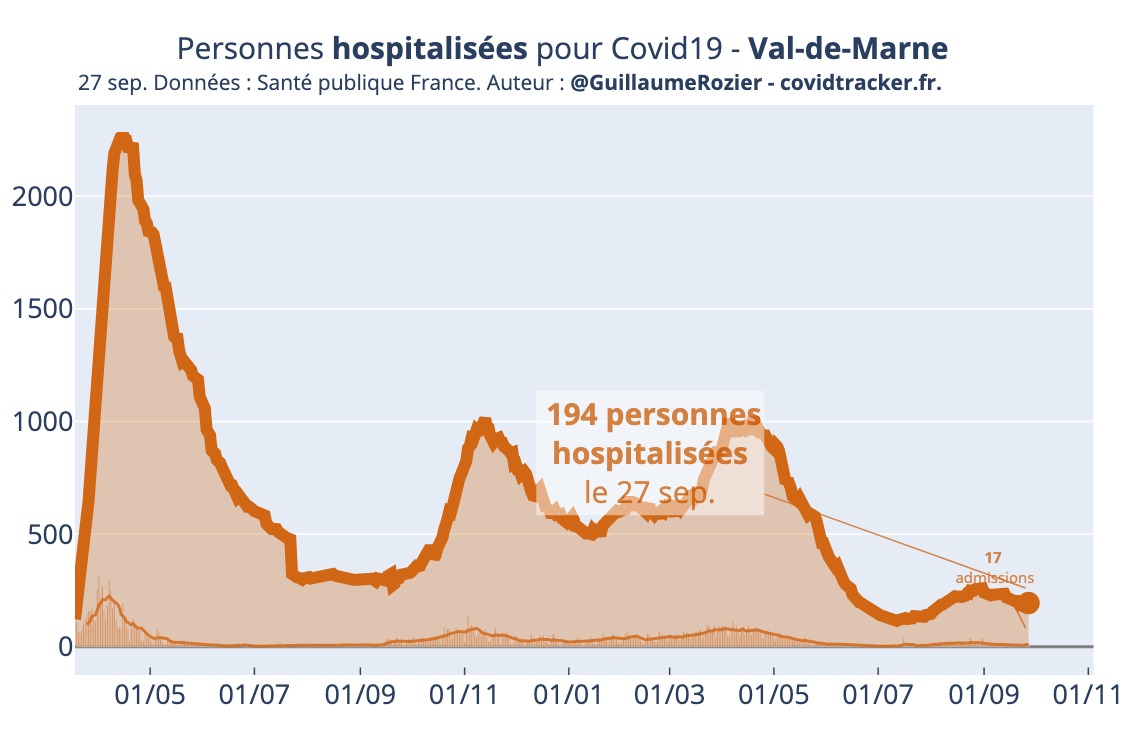 Personnes hospitalisées pour Covid19 - Val-de-Marne
27 sep. Données : Santé publique France. Auteur : @GuillaumeRozier - covidtracker.fr.
2000
1500
1000
500
0
194 personnes
hospitalisées
le 27 sep.
17
admissions
01/05 01/07 01/09 01/11 01/01 01/03 01/05 01/07 01/09 01/11